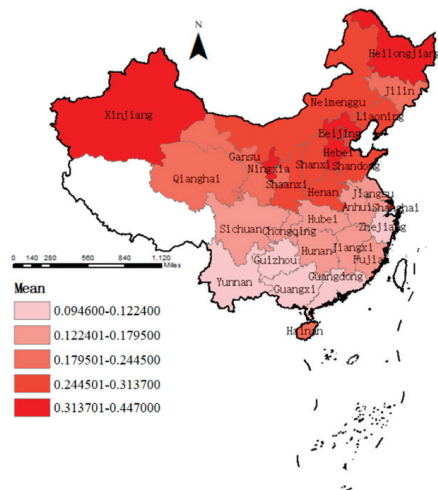 N
Heilongjiang
Jilin
Neimenggu
Liaoning
Xinjiang
Beijing
Hebei
Gansu
Ningxia
Shanxi
Shandong
Qianghai
Shaanxi
Henan
Jiangsu
Anhui
Shanghai
Hubei
Sichuan
Chongqing
Zhejiang
Hunan
Jiangxi
Guizhou
Fujia
Yunnan
Guangxi
Guangdong
Hainan
0 140 280 560 840 1,120
Miles
Mean
0.094600-0.122400
0.122401-0.179500
0.179501-0.244500
0.244501-0.313700
0.313701-0.447000